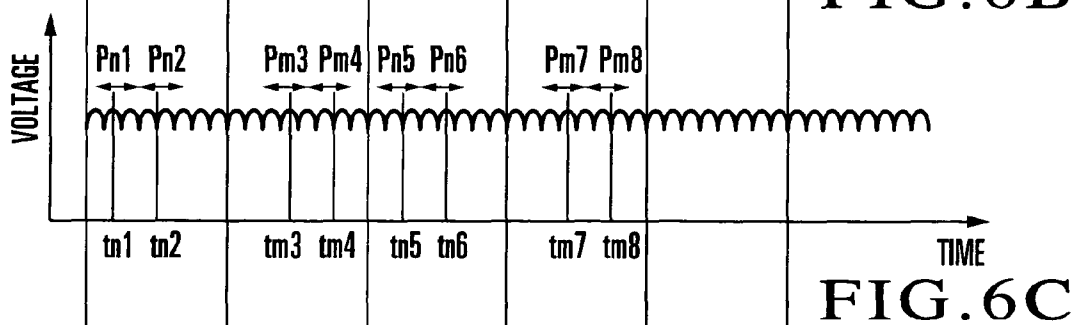 FIG.6B
VOLTAGE
Pn1 Pn2 Pm3 Pm4 Pn5 Pn6 Pm7 Pm8
tn1 tn2 tm3 tm4 tn5 tn6 tm7 tm8
TIME
FIG.6C